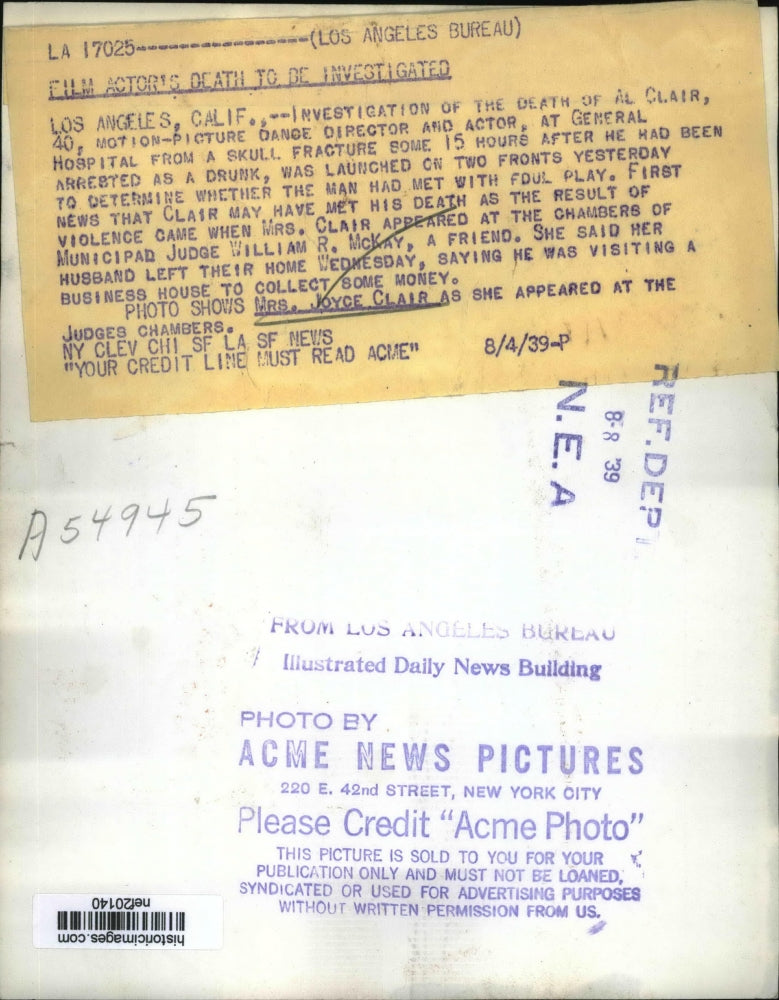 LA 17025-----------------(LOS ANGELES BUREAU)
FILM ACTOR'S DEATH TO BE INVESTIGATED
LOS ANGELES, CALIF.,--INVESTIGATION OF THE DEATH OF AL CLAIR,
40, MOTION-PICTURE DANCE DIRECTOR AND ACTOR, AT GENERAL
HOSPITAL FROM A SKULL FRACTURE SOME 15 HOURS AFTER HE HAD BEEN
ARRESTED AS A DRUNK, WAS LAUNCHED ON TWO FRONTS YESTERDAY
TO DETERMINE WHETHER THE MAN HAD MET WITH FOUL PLAY. FIRST
NEWS THAT CLAIR MAY HAVE MET HIS DEATH AS THE RESULT OF
VIOLENCE CAME WHEN MRS. CLAIR APPEARED AT THE CHAMBERS OF
MUNICIPAD JUDGE WILLIAM R. McKAY, A FRIEND. SHE SAID HER
HUSBAND LEFT THEIR HOME WEDNESDAY, SAYING HE WAS VISITING A
BUSINESS HOUSE TO COLLECT SOME MONEY.
PHOTO SHOWS MRS. JOYCE CLAIR AS SHE APPEARED AT THE
JUDGES CHAMBERS.
NY CLEV CHI SF LA SF NEWS
"YOUR CREDIT LINE MUST READ ACME" 8/4/39-P
REF. DEPT
8-8 '39
N.E.A
A54945
FROM LOS ANGELES BUREAU
Illustrated Daily News Building
PHOTO BY
ACME NEWS PICTURES
220 E. 42nd STREET, NEW YORK CITY
Please Credit "Acme Photo"
THIS PICTURE IS SOLD TO YOU FOR YOUR
PUBLICATION ONLY AND MUST NOT BE LOANED,
SYNDICATED OR USED FOR ADVERTISING PURPOSES
WITHOUT WRITTEN PERMISSION FROM US.
historicimages.com
nef20140